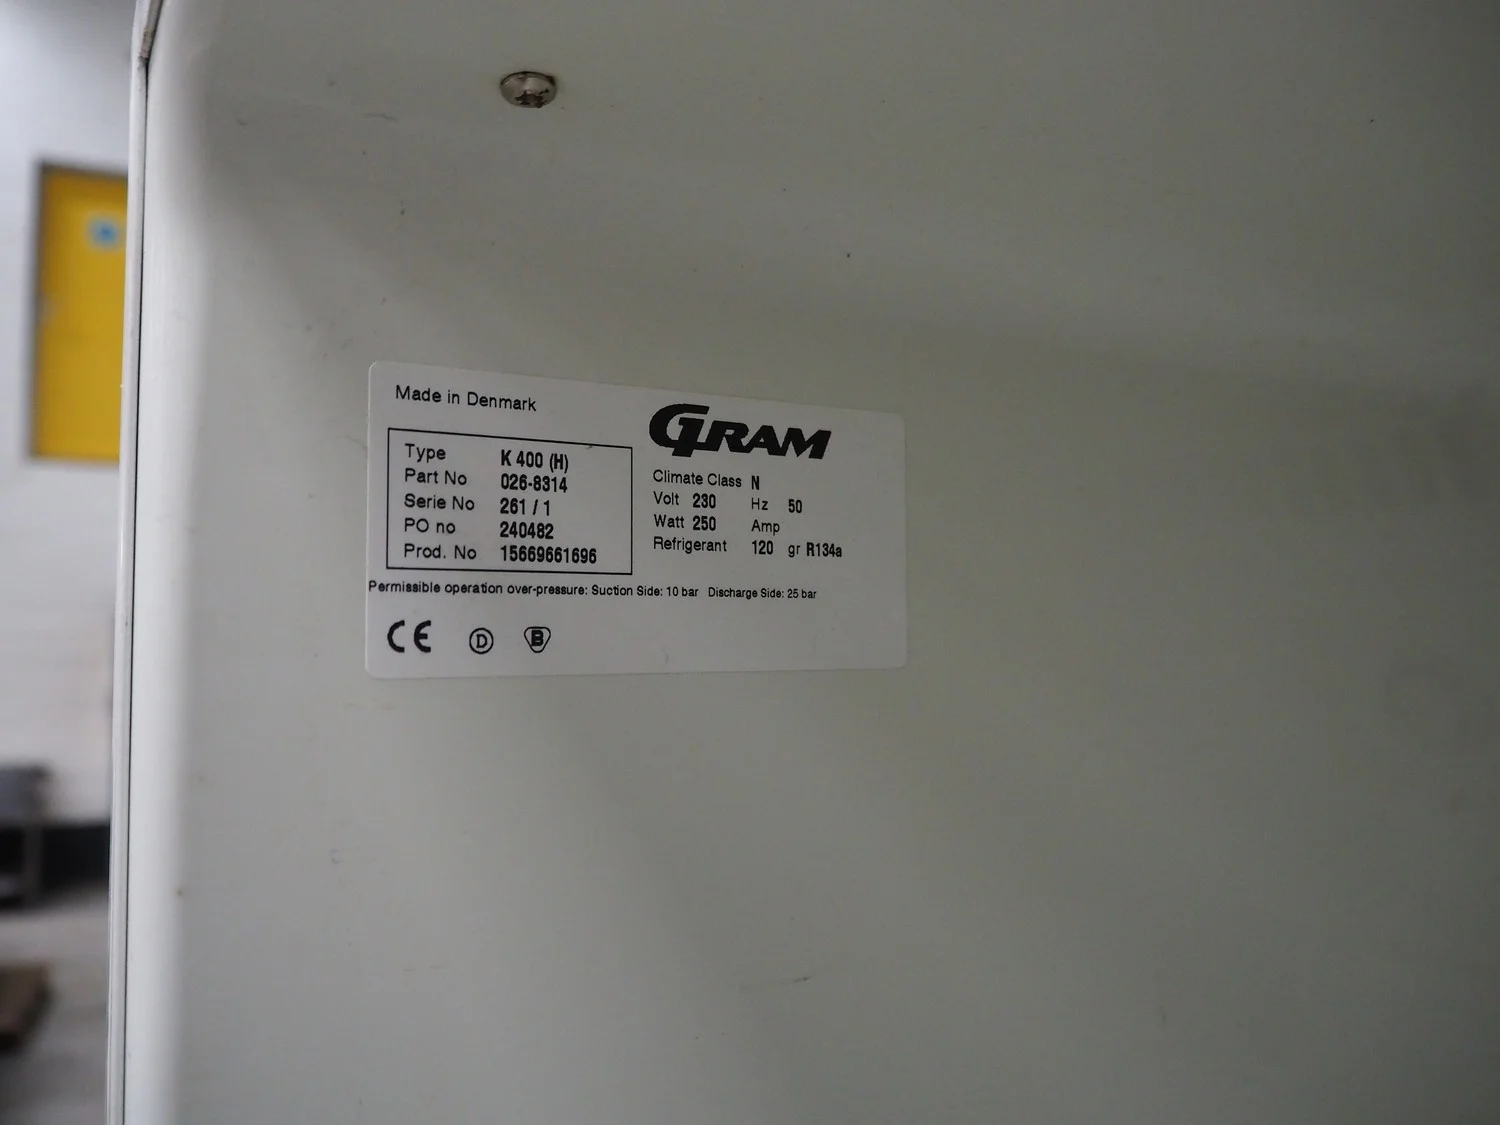 Made in Denmark
GRAM
Type K 400 (H)
Part No 026-8314
Serie No 261 / 1
PO no 240482
Prod. No 15669661696
Climate Class N
Volt 230 Hz 50
Watt 250 Amp
Refrigerant 120 gr R134a
Permissible operation over-pressure: Suction Side: 10 bar Discharge Side: 25 bar
CE D B